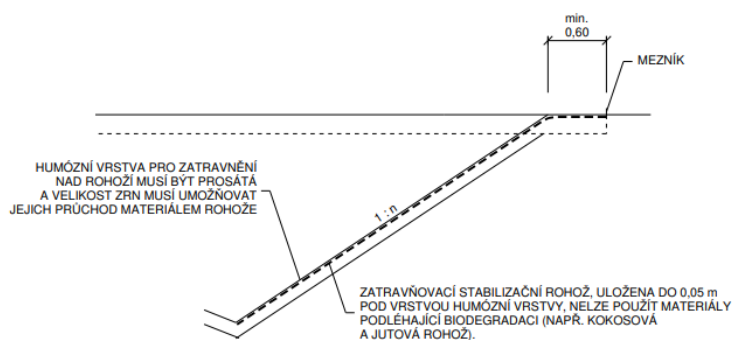 min.
0,60
MEZNÍK
HUMÓZNÍ VRSTVA PRO ZATRAVNĚNÍ
NAD ROHOŽÍ MUSÍ BÝT PROSÁTÁ
A VELIKOST ZRN MUSÍ UMOŽŇOVAT
JEJICH PRŮCHOD MATERIÁLEM ROHOŽE
1 : n
ZATRAVŇOVACÍ STABILIZAČNÍ ROHOŽ, ULOŽENA DO 0,05 m
POD VRSTVOU HUMÓZNÍ VRSTVY, NELZE POUŽÍT MATERIÁLY
PODLÉHAJÍCÍ BIODEGRADACI (NAPŘ. KOKOSOVÁ
A JUTOVÁ ROHOŽ).